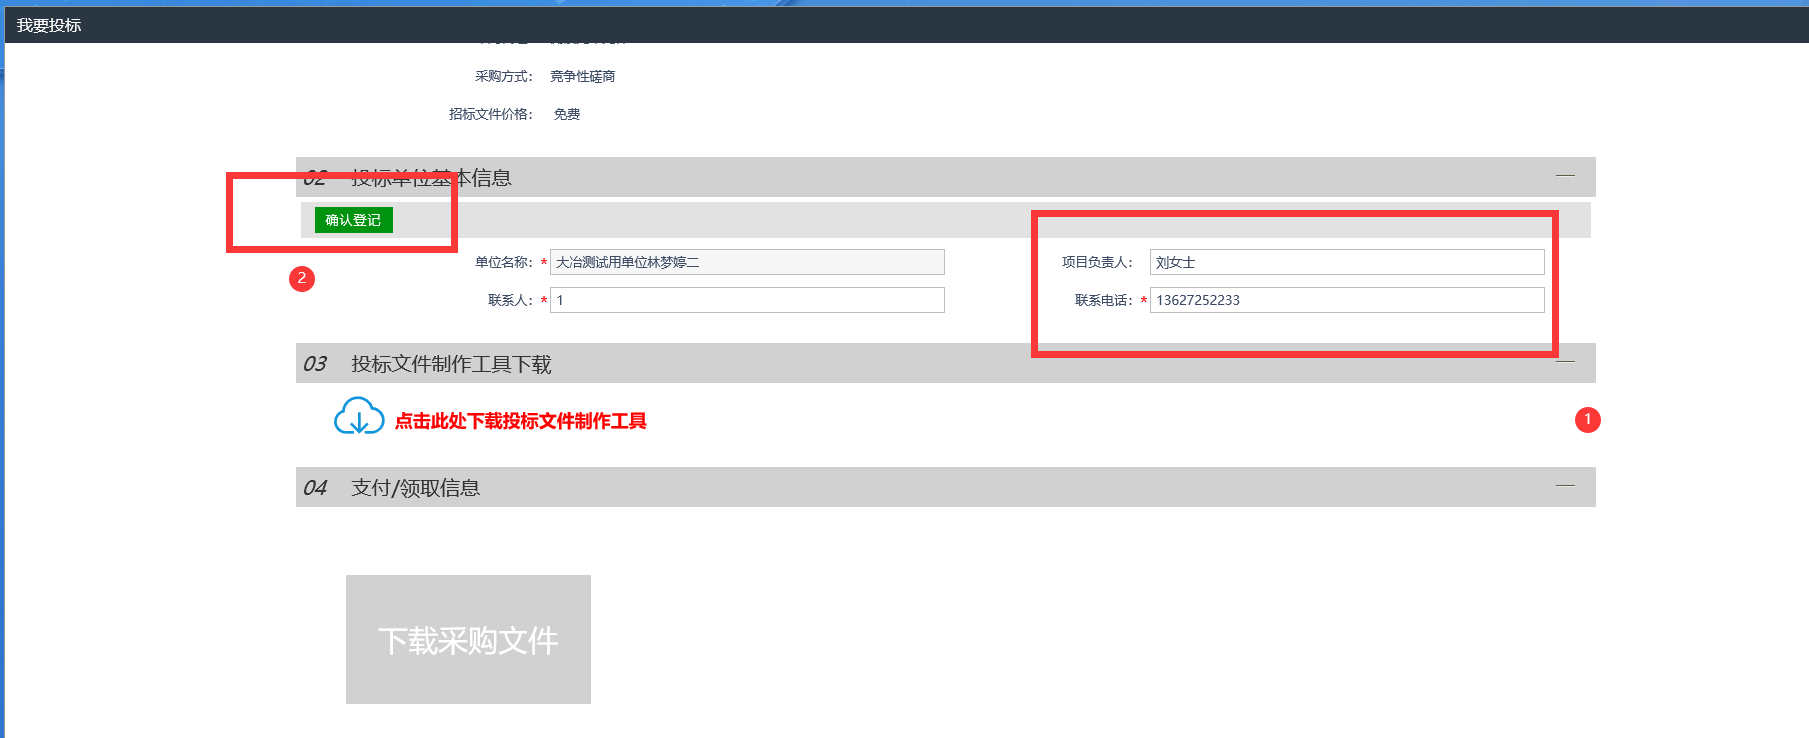 我要投标
采购方式： 竞争性磋商
招标文件价格： 免费
02 投标单位基本信息
确认登记
单位名称：* 大冶测试用单位林梦婷二 项目负责人： 刘女士
2
联系人：* 1 联系电话：* 13627252233
03 投标文件制作工具下载
点击此处下载投标文件制作工具
1
04 支付/领取信息
下载采购文件